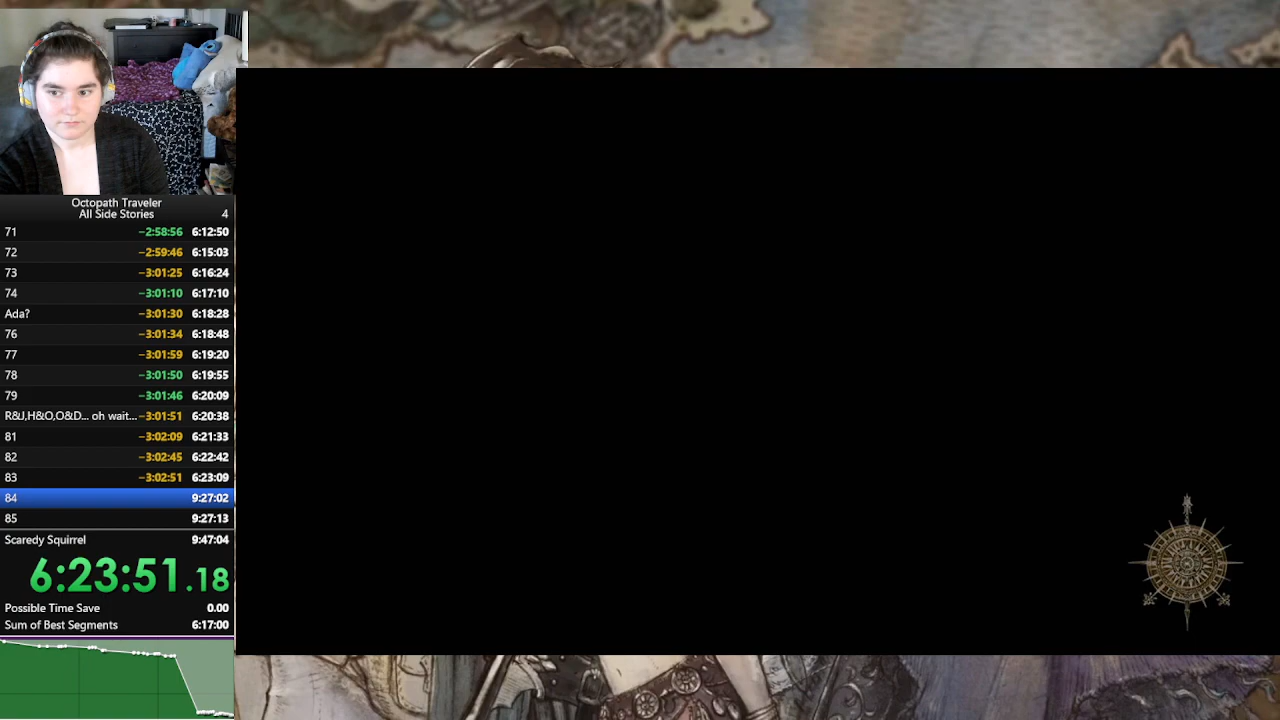 Octopath Traveler
All Side Stories 4
71 −2:58:56 6:12:50
72 −2:59:46 6:15:03
73 −3:01:25 6:16:24
74 −3:01:10 6:17:10
Ada? −3:01:30 6:18:28
76 −3:01:34 6:18:48
77 −3:01:59 6:19:20
78 −3:01:50 6:19:55
79 −3:01:46 6:20:09
R&J,H&O,O&D... oh wait... −3:01:51 6:20:38
81 −3:02:09 6:21:33
82 −3:02:45 6:22:42
83 −3:02:51 6:23:09
84 9:27:02
85 9:27:13
Scaredy Squirrel 9:47:04
6:23:51.18
Possible Time Save 0.00
Sum of Best Segments 6:17:00